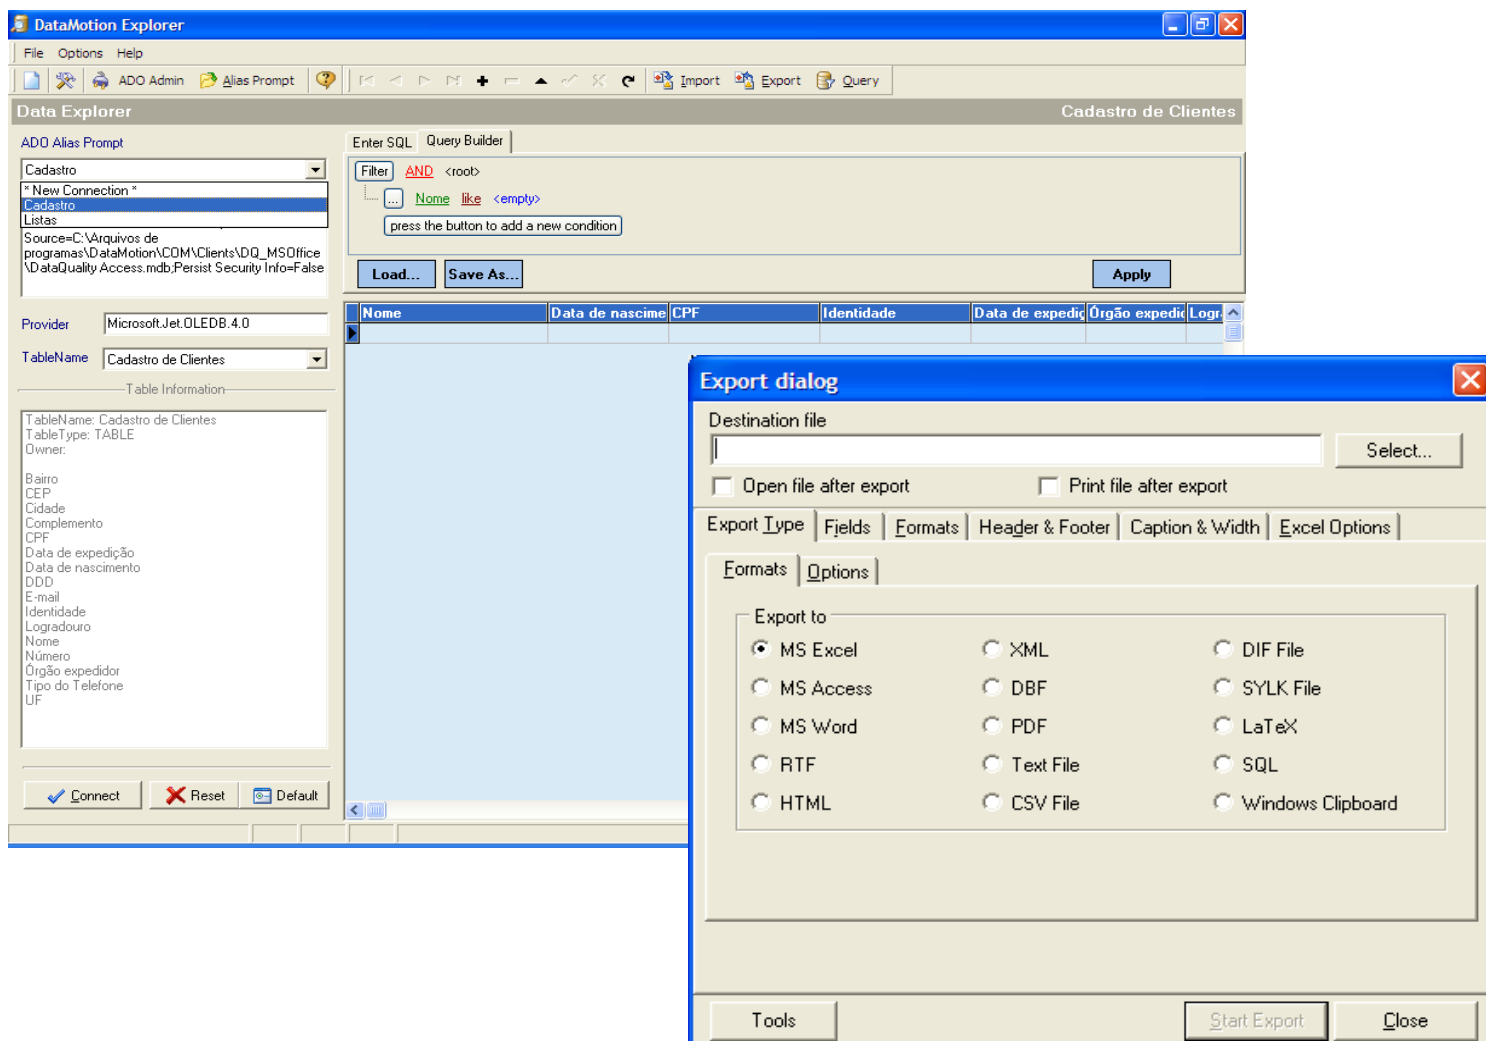 DataMotion Explorer
File Options Help
ADO Admin Alias Prompt Import Export Query
Data Explorer Cadastro de Clientes
ADO Alias Prompt
Cadastro
* New Connection *
Cadastro
Listas
Source=C:\Arquivos de
programas\DataMotion\COM\Clients\DQ_MSOffice
\DataQuality Access.mdb;Persist Security Info=False
Provider Microsoft.Jet.OLEDB.4.0
TableName Cadastro de Clientes
Table Information
TableName: Cadastro de Clientes
TableType: TABLE
Owner:
Bairro
CEP
Cidade
Complemento
CPF
Data de expedição
Data de nascimento
DDD
E-mail
Identidade
Logradouro
Nome
Número
Órgão expedidor
Tipo do Telefone
UF
Connect Reset Default
Enter SQL Query Builder
Filter AND <root>
... Nome like <empty>
press the button to add a new condition
Load... Save As... Apply
Nome Data de nascime CPF Identidade Data de expediç Órgão expedic Logr
Export dialog
Destination file
Select...
Open file after export Print file after export
Export Type Fields Formats Header & Footer Caption & Width Excel Options
Formats Options
Export to
MS Excel XML DIF File
MS Access DBF SYLK File
MS Word PDF LaTeX
RTF Text File SQL
HTML CSV File Windows Clipboard
Tools Start Export Close